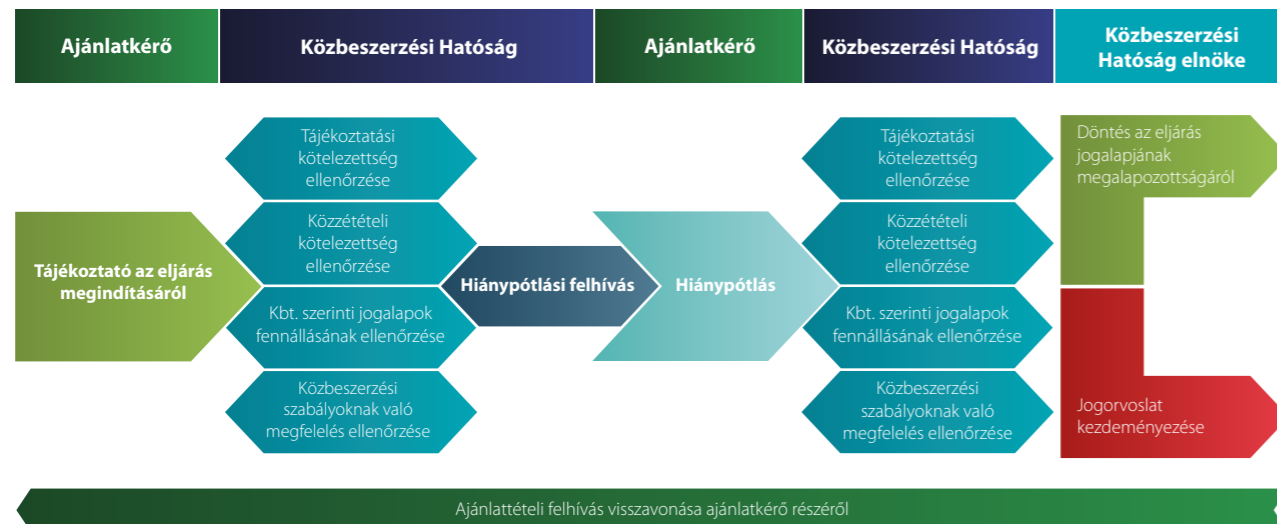 Ajánlatkérő
Közbeszerzési Hatóság
Ajánlatkérő
Közbeszerzési Hatóság
Közbeszerzési
Hatóság elnöke
Tájékoztató az eljárás
megindításáról
Tájékoztatási
kötelezettség
ellenőrzése
Közzétételi
kötelezettség
ellenőrzése
Kbt. szerinti jogalapok
fennállásának ellenőrzése
Közbeszerzési
szabályoknak való
megfelelés ellenőrzése
Hiánypótlási felhívás
Hiánypótlás
Tájékoztatási
kötelezettség
ellenőrzése
Közzétételi
kötelezettség
ellenőrzése
Kbt. szerinti jogalapok
fennállásának ellenőrzése
Közbeszerzési
szabályoknak való
megfelelés ellenőrzése
Döntés az eljárás
jogalapjának
megalapozottságáról
Jogorvoslat
kezdeményezése
Ajánlattételi felhívás visszavonása ajánlatkérő részéről